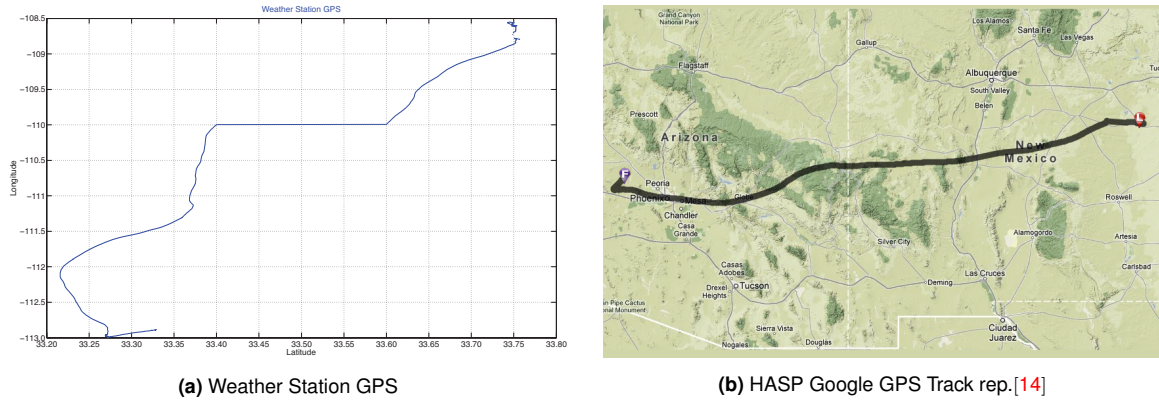 Weather Station GPS
−108.5
−109
−109.5
−110
−110.5
−111
−111.5
−112
−112.5
−113.0
Longitude
33.20 33.25 33.30 33.35 33.40 33.45 33.50 33.55 33.60 33.65 33.70 33.75 33.80
Latitude
(a) Weather Station GPS
Grand Canyon
National Park
Los Alamos
Santa Fe
Las Vegas
Gallup
Flagstaff
Albuquerque
South Valley
Belen
Prescott
Arizona
New
Mexico
L
F
Peoria
Phoenix
Mesa
Globe
Chandler
Casa
Grande
Roswell
Silver City
Alamogordo
Artesia
Carlsbad
Casas
Adobes
Drexel
Heights
Tucson
Deming
Las Cruces
Pipe Cactus
Monument
Sierra Vista
Nogales
Douglas
Ciudad
Juarez
(b) HASP Google GPS Track rep.[14]